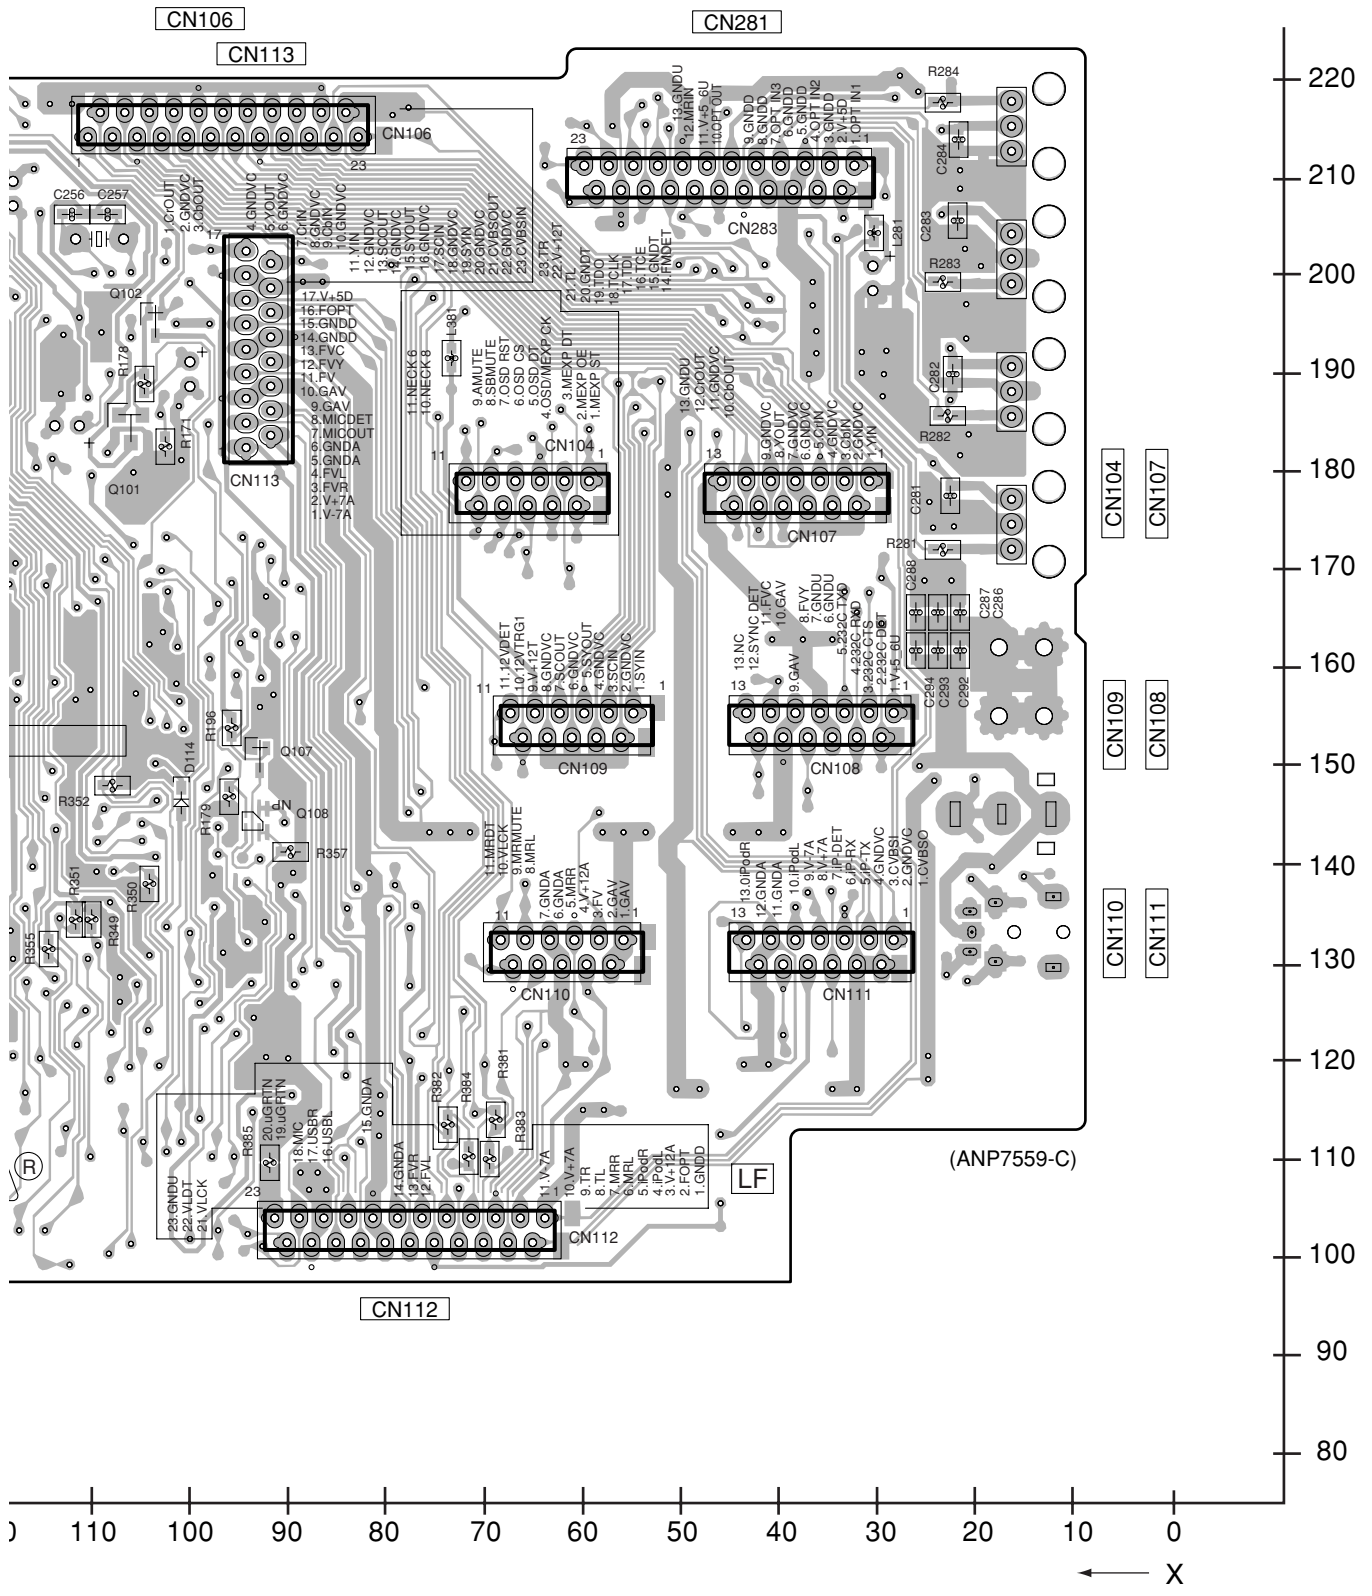 CN106
CN281
CN113
220
210
200
190
180
170
160
150
140
130
120
110
100
90
80
CN106
1
23
C256
C257
1.CrOUT
2.GNDVC
3.CbOUT
4.GNDVC
5.YOUT
6.GNDVC
7.CrIN
8.GNDVC
9.CbIN
10.GNDVC
11.YIN
12.GNDVC
13.SCOUT
14.GNDVC
15.SYOUT
16.GNDVC
17.SCIN
18.GNDVC
19.SYIN
20.GNDVC
21.CVBSOUT
22.GNDVC
23.CVBSIN
23
1
13.GNDU
12.MRIN
11.V+5_6U
10.OPTOUT
9.GNDD
8.GNDD
7.OPT IN3
6.GNDD
5.GNDD
4.OPT IN2
3.GNDD
2.V+5D
1.OPT IN1
CN283
23.TR
22.V+12T
21.TL
20.GNDT
19.TDO
18.TCLK
17.TDI
16.TCE
15.GNDT
14.FMDET
L281
+
R284
C284
C283
R283
C282
R282
C281
R281
C288
C287
C286
C294
C293
C292
17
17.V+5D
16.FOPT
15.GNDD
14.GNDD
13.FVC
12.FVY
11.FV
10.GAV
9.GAV
8.MICDET
7.MICOUT
6.GNDA
5.GNDA
4.FVL
3.FVR
2.V+7A
1.V-7A
CN113
Q102
R178
+
R171
+
Q101
L381
11.NECK-6
10.NECK-8
9.AMUTE
8.SBMUTE
7.OSD RST
6.OSD CS
5.OSD DT
4.OSD/MEXP CK
3.MEXP DT
2.MEXP OE
1.MEXP ST
11
CN104
1
13.GNDU
12.CrOUT
11.GNDVC
10.CbOUT
9.GNDVC
8.YOUT
7.GNDVC
6.GNDVC
5.CrIN
4.GNDVC
3.CbIN
2.GNDVC
1.YIN
13
1
CN107
CN104
CN107
11.12VDET
10.12VTRG1
9.V+12T
8.GNDVC
7.SCOUT
6.GNDVC
5.SYOUT
4.GNDVC
3.SCIN
2.GNDVC
1.SYIN
11
1
CN109
13.NC
12.SYNC DET
11.FVC
10.GAV
9.GAV
8.FVY
7.GNDU
6.GNDU
5.232C TXD
4.232C RXD
3.232C CTS
2.232C DET
1.V+5_6U
13
1
CN108
CN109
CN108
R196
Q107
D114
R352
R179
Q108
R357
R351
R350
R349
R355
11.MRDT
10.VLCK
9.MRMUTE
8.MRL
7.GNDA
6.GNDA
5.MRR
4.V+12A
3.FV
2.GAV
1.GAV
11
1
CN110
13.0iPodR
12.GNDA
11.GNDA
10.iPodL
9.V-7A
8.V+7A
7.iP-DET
6.iP-RX
5.iP-TX
4.GNDVC
3.CVBSI
2.GNDVC
1.CVBSO
13
1
CN111
CN110
CN111
R381
R382
R384
R383
R385
23.GNDU
22.VLDT
21.VLCK
20.uGRTN
19.uGRTN
18.MIC
17.USBR
16.USBL
15.GNDA
14.GNDA
13.FVR
12.FVL
11.V-7A
10.V+7A
9.TR
8.TL
7.MRR
6.MRL
5.iPodR
4.iPodL
3.V+12A
2.FOPT
1.GNDD
23
1
CN112
R
LF
(ANP7559-C)
CN112
110
100
90
80
70
60
50
40
30
20
10
0
X